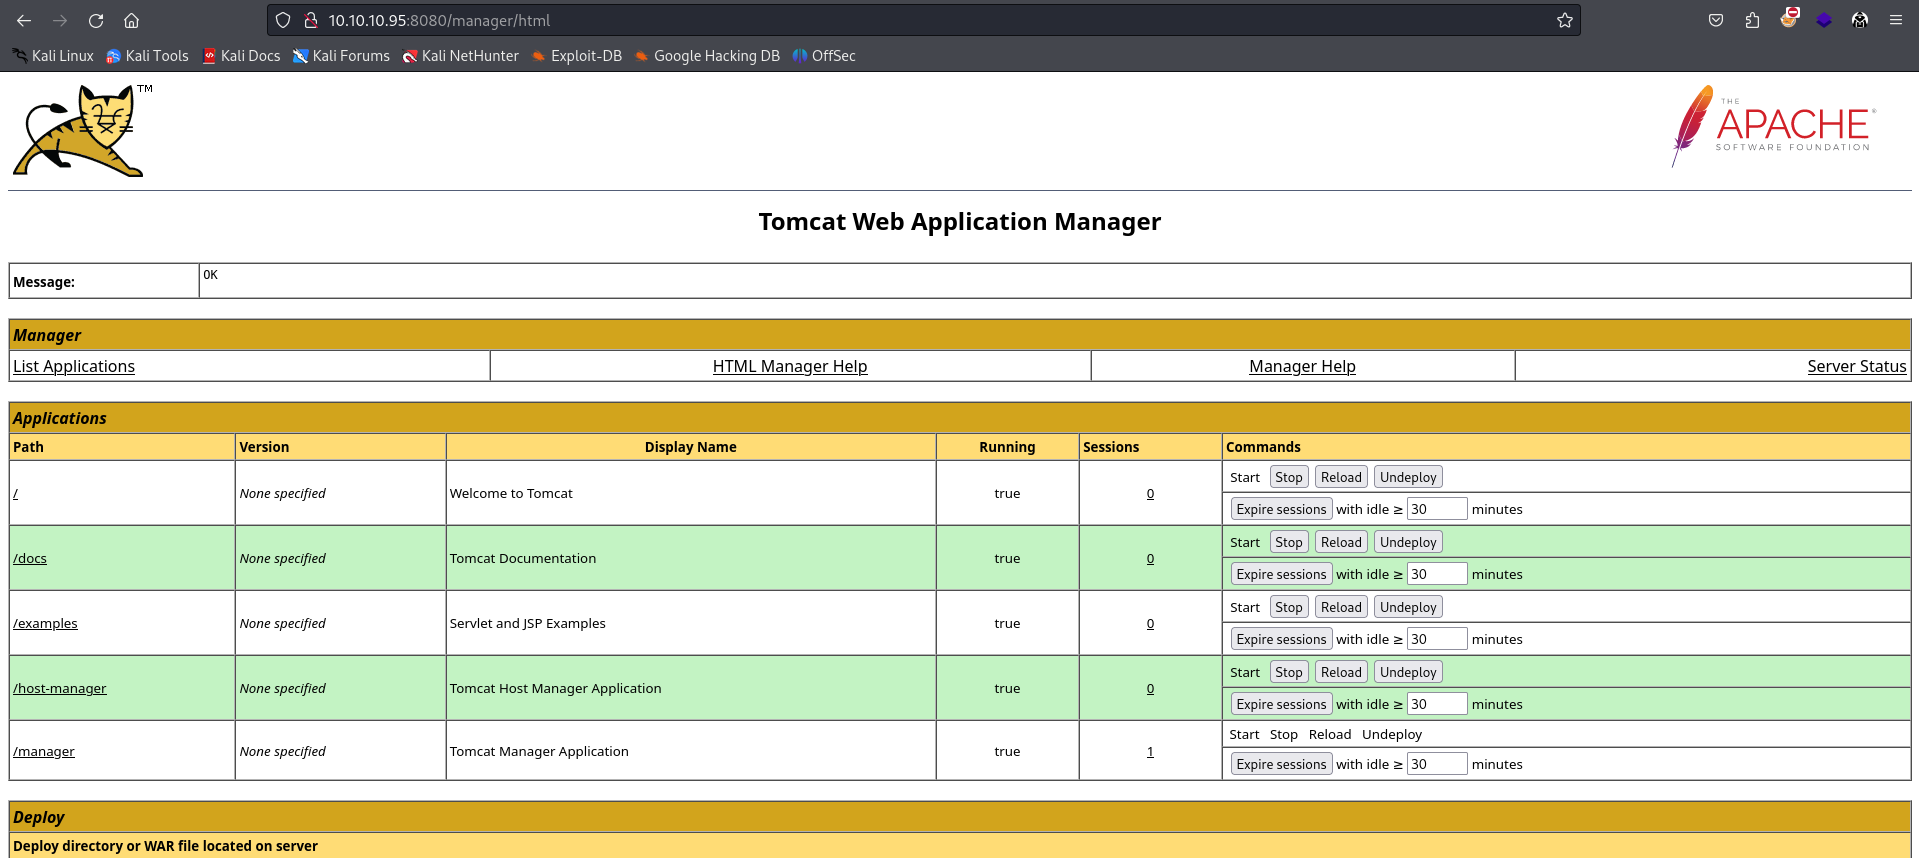 10.10.10.95:8080/manager/html
Kali Linux Kali Tools Kali Docs Kali Forums Kali NetHunter Exploit-DB Google Hacking DB OffSec
TM
THE
APACHE®
SOFTWARE FOUNDATION
Tomcat Web Application Manager
Message: OK
Manager
List Applications HTML Manager Help Manager Help Server Status
Applications
Path Version Display Name Running Sessions Commands
/ None specified Welcome to Tomcat true 0 Start Stop Reload Undeploy
Expire sessions with idle ≥ 30 minutes
/docs None specified Tomcat Documentation true 0 Start Stop Reload Undeploy
Expire sessions with idle ≥ 30 minutes
/examples None specified Servlet and JSP Examples true 0 Start Stop Reload Undeploy
Expire sessions with idle ≥ 30 minutes
/host-manager None specified Tomcat Host Manager Application true 0 Start Stop Reload Undeploy
Expire sessions with idle ≥ 30 minutes
/manager None specified Tomcat Manager Application true 1 Start Stop Reload Undeploy
Expire sessions with idle ≥ 30 minutes
Deploy
Deploy directory or WAR file located on server